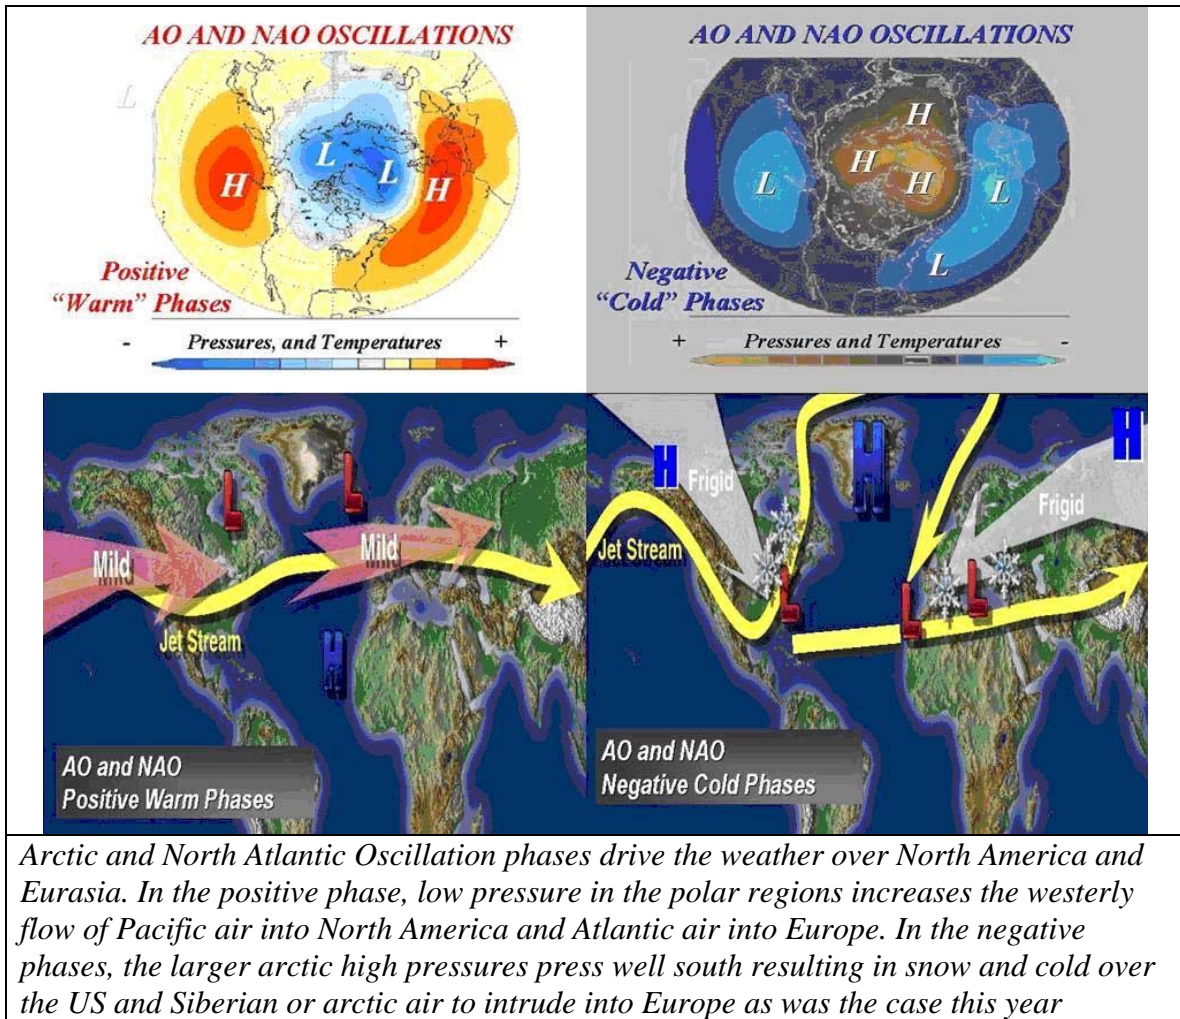 AO AND NAO OSCILLATIONS
L
L
L
H
H
Positive
“Warm” Phases
- Pressures, and Temperatures +
AO AND NAO OSCILLATIONS
H
H
H
L
L
L
Negative
“Cold” Phases
+ Pressures and Temperatures -
L
L
Mild
Mild
Jet Stream
H
AO and NAO
Positive Warm Phases
H
H
H
Frigid
Frigid
Jet Stream
L
L
L
AO and NAO
Negative Cold Phases
Arctic and North Atlantic Oscillation phases drive the weather over North America and
Eurasia. In the positive phase, low pressure in the polar regions increases the westerly
flow of Pacific air into North America and Atlantic air into Europe. In the negative
phases, the larger arctic high pressures press well south resulting in snow and cold over
the US and Siberian or arctic air to intrude into Europe as was the case this year